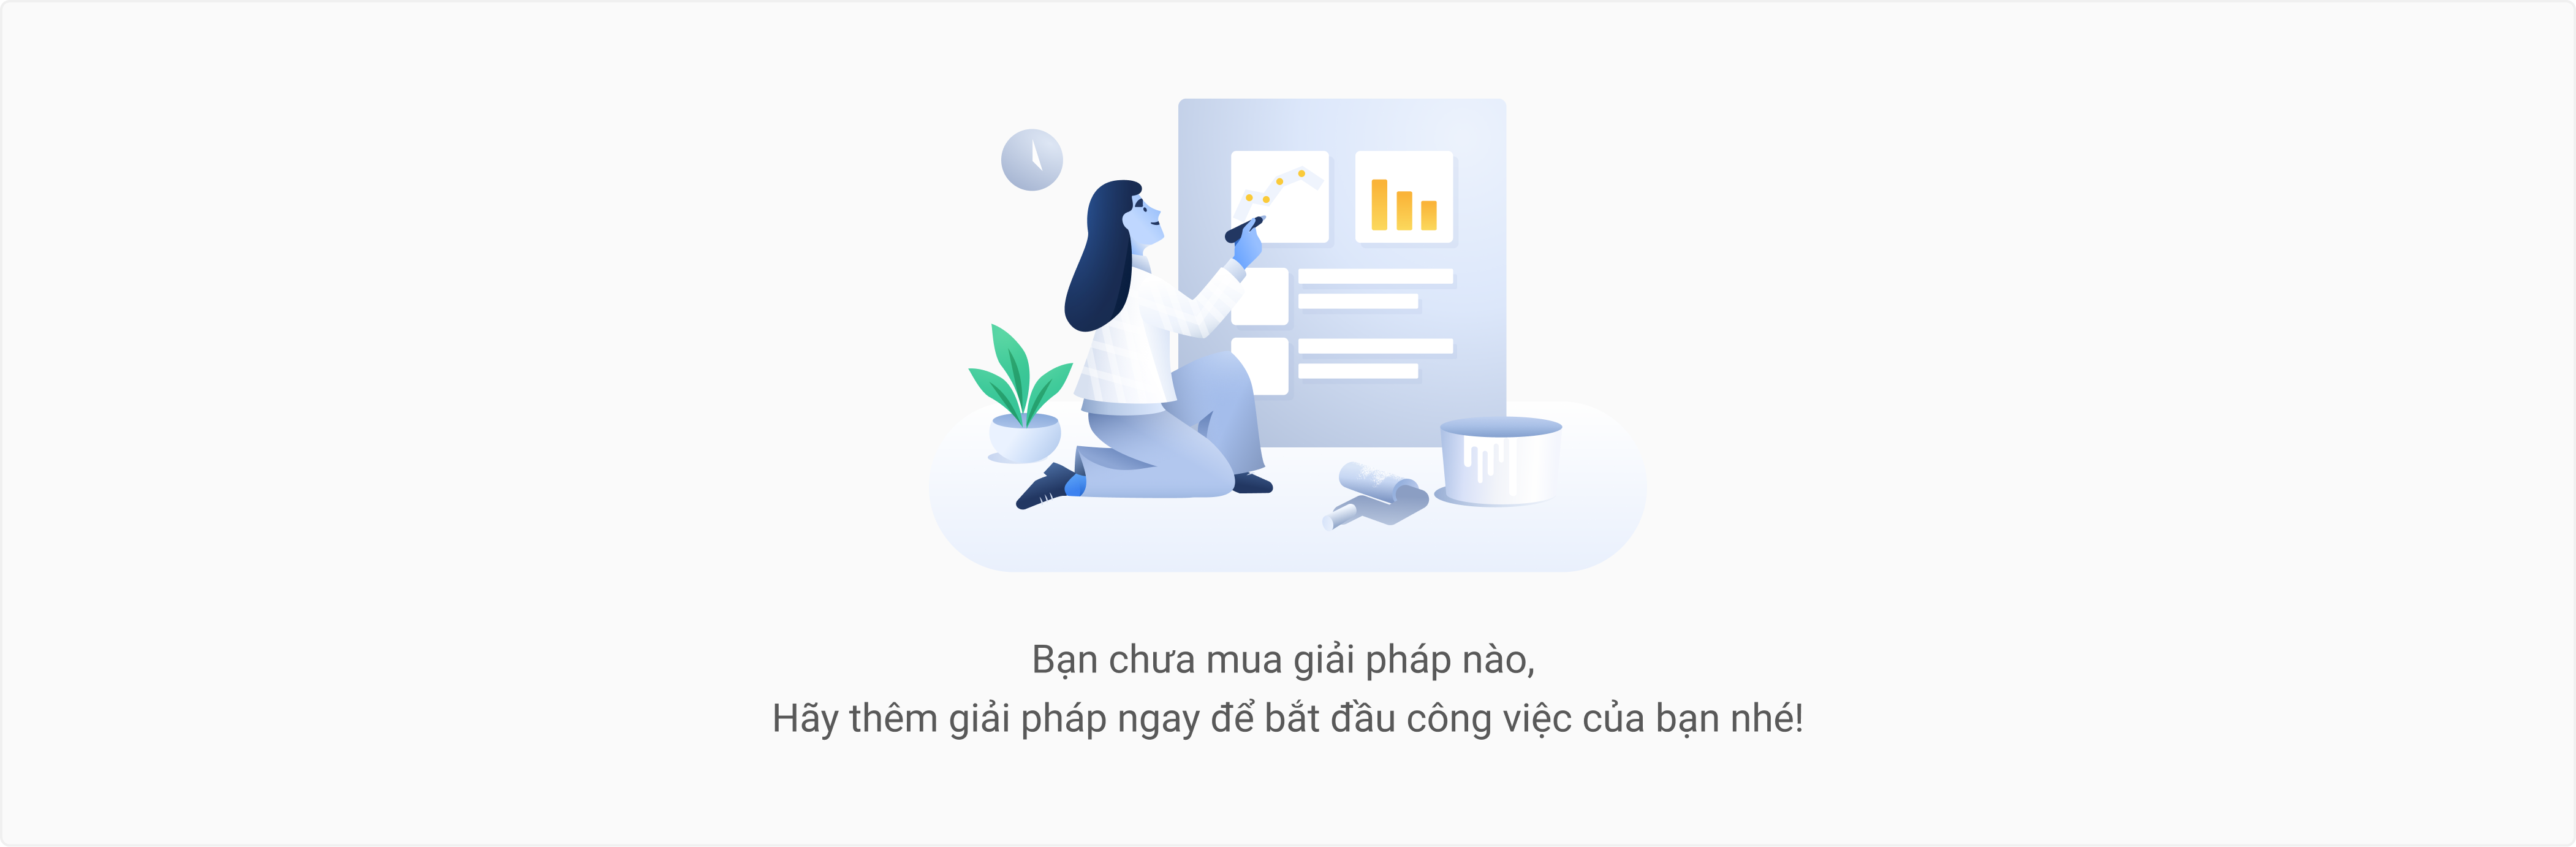 Bạn chưa mua giải pháp nào,
Hãy thêm giải pháp ngay để bắt đầu công việc của bạn nhé!